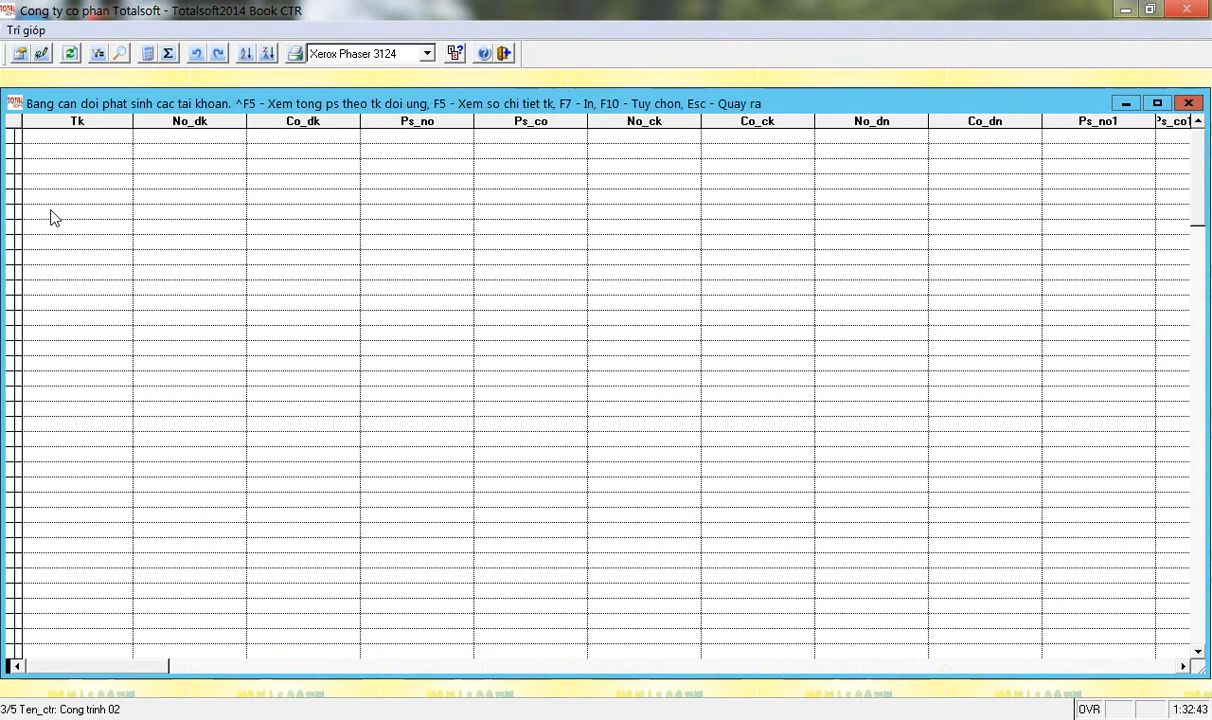 Cong ty co phan Totalsoft - Totalsoft2014 Book CTR
Trî gióp
Xerox Phaser 3124
Bang can doi phat sinh cac tai khoan. ^F5 - Xem tong ps theo tk doi ung, F5 - Xem so chi tiet tk, F7 - In, F10 - Tuy chon, Esc - Quay ra
Tk No_dk Co_dk Ps_no Ps_co No_ck Co_ck No_dn Co_dn Ps_no1 Ps_co1
3/5 Ten_ctr: Cong trinh 02 OVR 1:32:43